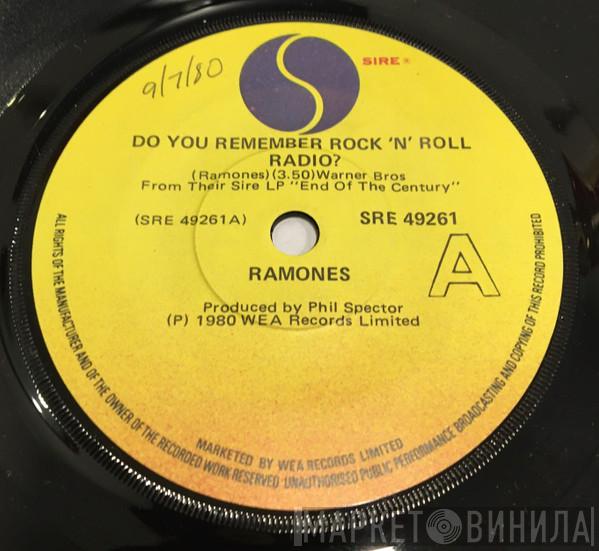 9/7/80
SIRE ®
DO YOU REMEMBER ROCK 'N' ROLL
RADIO?
(Ramones)(3.50)Warner Bros
From Their Sire LP "End Of The Century"
(SRE 49261A)
SRE 49261
A
RAMONES
Produced by Phil Spector
(P) 1980 WEA Records Limited
ALL RIGHTS OF THE MANUFACTURER AND OF THE OWNER OF THE RECORDED WORK RESERVED UNAUTHORISED PUBLIC PERFORMANCE BROADCASTING AND COPYING OF THIS RECORD PROHIBITED
MARKETED BY WEA RECORDS LIMITED
МАРКЕТ ВИНИЛА